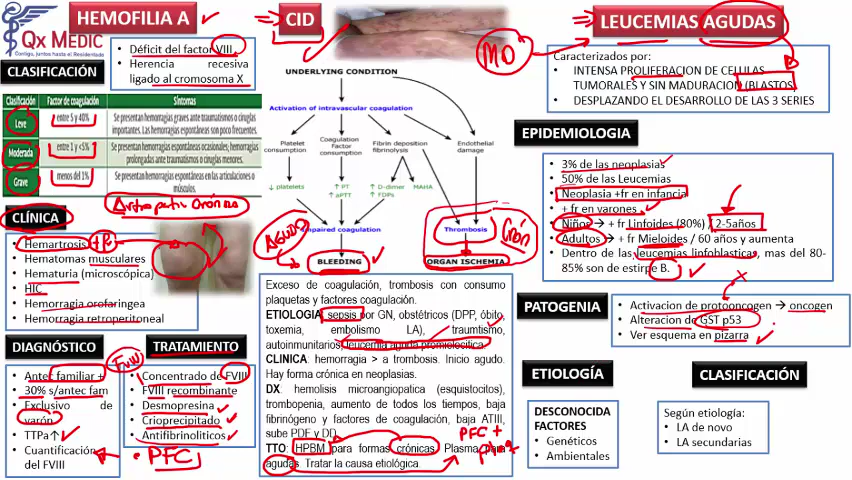 HEMOFILIA A
Qx MEDIC
Contigo, Juntos hasta el Residentado
• Déficit del factor VIII
• Herencia recesiva
ligado al cromosoma X
CLASIFICACIÓN
Clasificación Factor de coagulación Síntomas
Leve entre 5 y 40% Se presentan hemorragias graves ante traumatismos o cirugías
importantes. Las hemorragias espontáneas son poco frecuentes.
Moderada entre 1 y <5% Se presentan hemorragias espontáneas ocasionales; hemorragias
prolongadas ante traumatismos o cirugías menores.
Grave menos del 1% Se presentan hemorragias espontáneas en las articulaciones o
músculos.
Artropatía Crónica
CLÍNICA
• Hemartrosis +fr
• Hematomas musculares
• Hematuria (microscópica)
• HIC
• Hemorragia orofaringea
• Hemorragia retroperitoneal
DIAGNÓSTICO
• Antec familiar +
• 30% s/antec fam
• Exclusivo de
varón
• TTPa↑
• Cuantificación
del FVIII
TRATAMIENTO
FvW
• Concentrado de FVIII
• FVIII recombinante
• Desmopresina
• Crioprecipitado
• Antifibrinolíticos
• PFC
CID
UNDERLYING CONDITION
Activation of intravascular coagulation
Platelet
consumption
Coagulation
Factor
consumption
Fibrin deposition
fibrinolysis
Endothelial
damage
↓ platelets
↑ PT
↑ aPTT
↑ D-dimer
↑ FDPs
MAHA
AGUDA
Impaired coagulation
Thrombosis
Crón
BLEEDING
ORGAN ISCHEMIA
Exceso de coagulación, trombosis con consumo
plaquetas y factores coagulación.
ETIOLOGIA: sepsis por GN, obstétricos (DPP, óbito,
toxemia, embolismo LA), traumtismo,
autoinmunitarios, leucemia aguda promielocítica.
CLINICA: hemorragia > a trombosis. Inicio agudo.
Hay forma crónica en neoplasias.
DX: hemolisis microangiopatica (esquistocitos),
trombopenia, aumento de todos los tiempos, baja
fibrinógeno y factores de coagulación, baja ATIII,
sube PDF y DD.
PFC +
TTO: HPBM para formas crónicas. Plasma para
agudas. Tratar la causa etiológica.
LEUCEMIAS AGUDAS
MO
Caracterizados por:
• INTENSA PROLIFERACION DE CELULAS
TUMORALES Y SIN MADURACION (BLASTOS
• DESPLAZANDO EL DESARROLLO DE LAS 3 SERIES
EPIDEMIOLOGIA
• 3% de las neoplasias
• 50% de las Leucemias
• Neoplasia +fr en infancia
• + fr en varones
• Niños → + fr Linfoides (80%) / 2-5años
• Adultos → + fr Mieloides / 60 años y aumenta
• Dentro de las leucemias linfoblasticas, mas del 80-
85% son de estirpe B.
PATOGENIA
• Activacion de protooncogen → oncogen
• Alteracion de GST p53
• Ver esquema en pizarra
ETIOLOGÍA
DESCONOCIDA
FACTORES
• Genéticos
• Ambientales
CLASIFICACIÓN
Según etiología:
• LA de novo
• LA secundarias